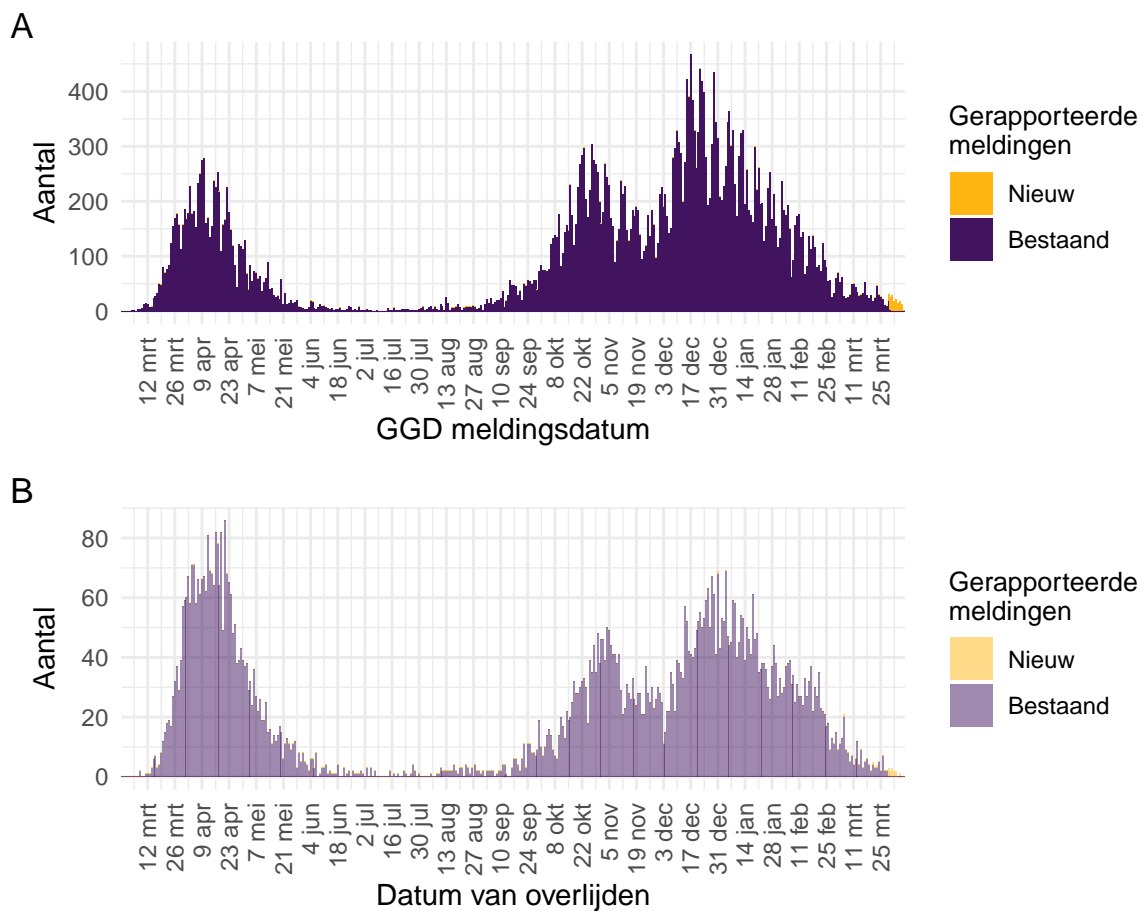 A
Aantal
400
300
200
100
0
12 mrt
26 mrt
9 apr
23 apr
7 mei
21 mei
4 jun
18 jun
2 jul
16 jul
30 jul
13 aug
27 aug
10 sep
24 sep
8 okt
22 okt
5 nov
19 nov
3 dec
17 dec
31 dec
14 jan
28 jan
11 feb
25 feb
11 mrt
25 mrt
GGD meldingsdatum
Gerapporteerde
meldingen
Nieuw
Bestaand
B
Aantal
80
60
40
20
0
12 mrt
26 mrt
9 apr
23 apr
7 mei
21 mei
4 jun
18 jun
2 jul
16 jul
30 jul
13 aug
27 aug
10 sep
24 sep
8 okt
22 okt
5 nov
19 nov
3 dec
17 dec
31 dec
14 jan
28 jan
11 feb
25 feb
11 mrt
25 mrt
Datum van overlijden
Gerapporteerde
meldingen
Nieuw
Bestaand